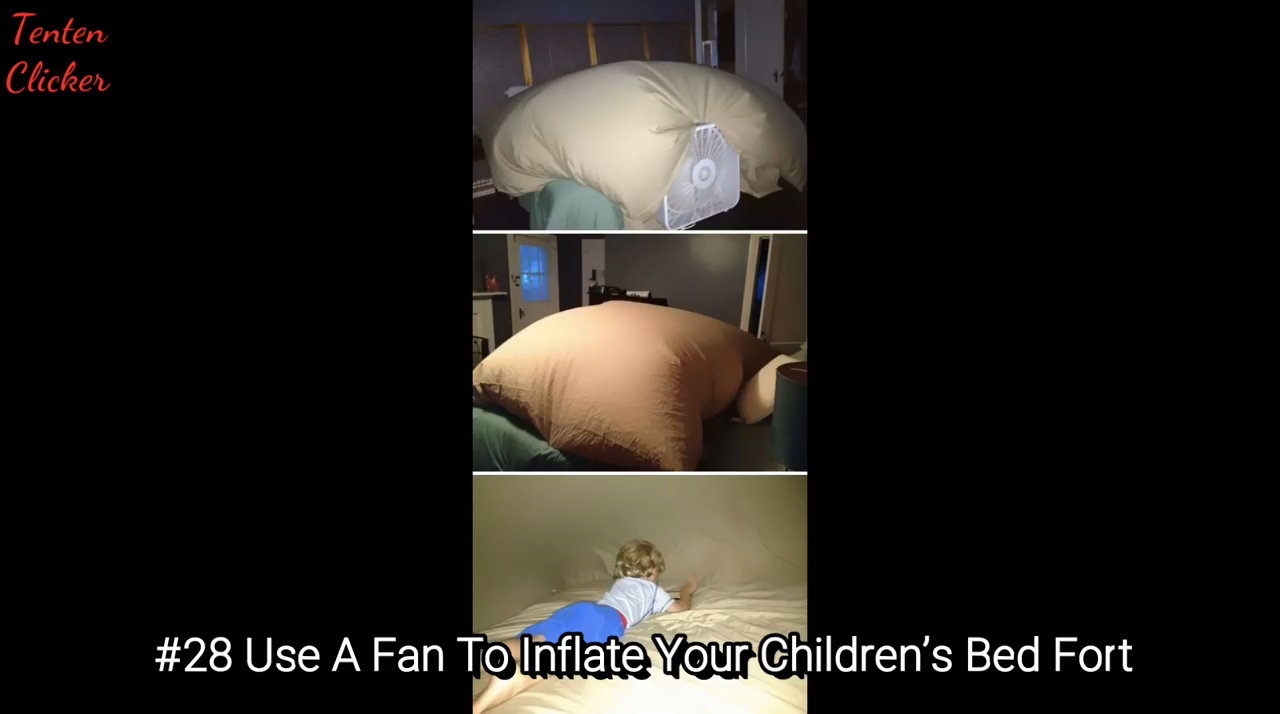 Tenten
Clicker
#28 Use A Fan To Inflate Your Children’s Bed Fort